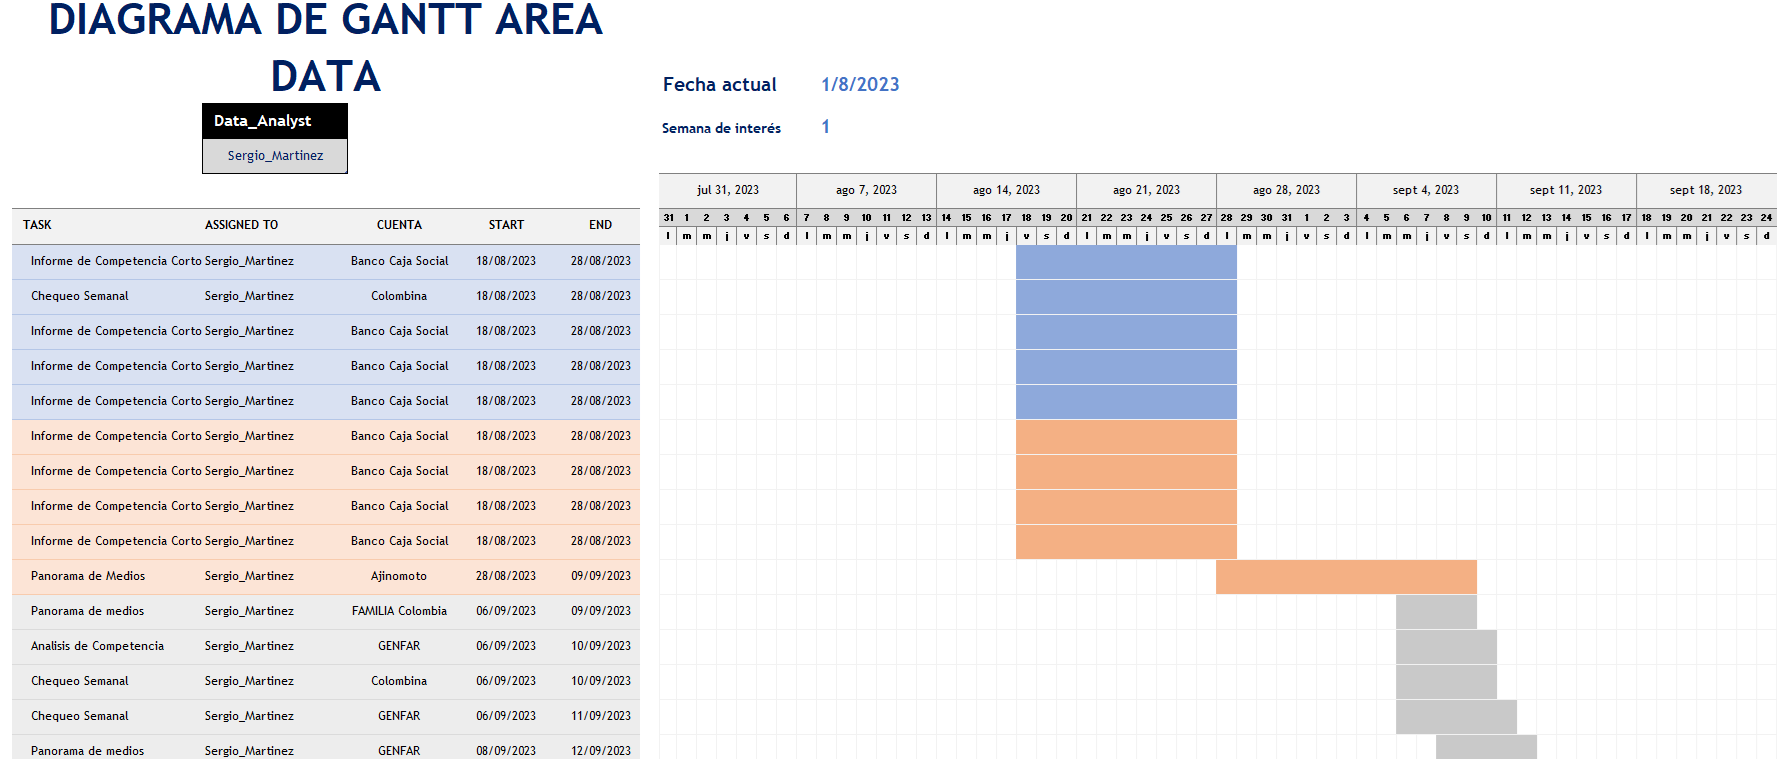 DIAGRAMA DE GANTT AREA
DATA
Fecha actual 1/8/2023
Data_Analyst
Semana de interés 1
Sergio_Martinez
jul 31, 2023 ago 7, 2023 ago 14, 2023 ago 21, 2023 ago 28, 2023 sept 4, 2023 sept 11, 2023 sept 18, 2023
31 1 2 3 4 5 6 7 8 9 10 11 12 13 14 15 16 17 18 19 20 21 22 23 24 25 26 27 28 29 30 31 1 2 3 4 5 6 7 8 9 10 11 12 13 14 15 16 17 18 19 20 21 22 23 24
TASK ASSIGNED TO CUENTA START END
l m m j v s d l m m j v s d l m m j v s d l m m j v s d l m m j v s d l m m j v s d l m m j v s d l m m j v s d
Informe de Competencia Corto Sergio_Martinez Banco Caja Social 18/08/2023 28/08/2023
Chequeo Semanal Sergio_Martinez Colombina 18/08/2023 28/08/2023
Informe de Competencia Corto Sergio_Martinez Banco Caja Social 18/08/2023 28/08/2023
Informe de Competencia Corto Sergio_Martinez Banco Caja Social 18/08/2023 28/08/2023
Informe de Competencia Corto Sergio_Martinez Banco Caja Social 18/08/2023 28/08/2023
Informe de Competencia Corto Sergio_Martinez Banco Caja Social 18/08/2023 28/08/2023
Informe de Competencia Corto Sergio_Martinez Banco Caja Social 18/08/2023 28/08/2023
Informe de Competencia Corto Sergio_Martinez Banco Caja Social 18/08/2023 28/08/2023
Informe de Competencia Corto Sergio_Martinez Banco Caja Social 18/08/2023 28/08/2023
Panorama de Medios Sergio_Martinez Ajinomoto 28/08/2023 09/09/2023
Panorama de medios Sergio_Martinez FAMILIA Colombia 06/09/2023 09/09/2023
Analisis de Competencia Sergio_Martinez GENFAR 06/09/2023 10/09/2023
Chequeo Semanal Sergio_Martinez Colombina 06/09/2023 10/09/2023
Chequeo Semanal Sergio_Martinez GENFAR 06/09/2023 11/09/2023
Panorama de medios Sergio_Martinez GENFAR 08/09/2023 12/09/2023